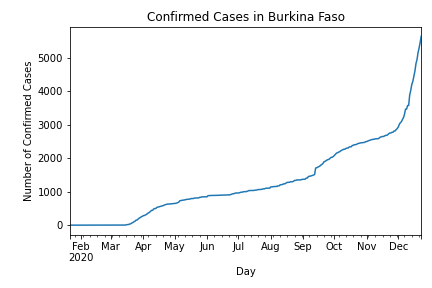 Confirmed Cases in Burkina Faso
Number of Confirmed Cases
5000
4000
3000
2000
1000
0
Feb Mar Apr May Jun Jul Aug Sep Oct Nov Dec
2020
Day